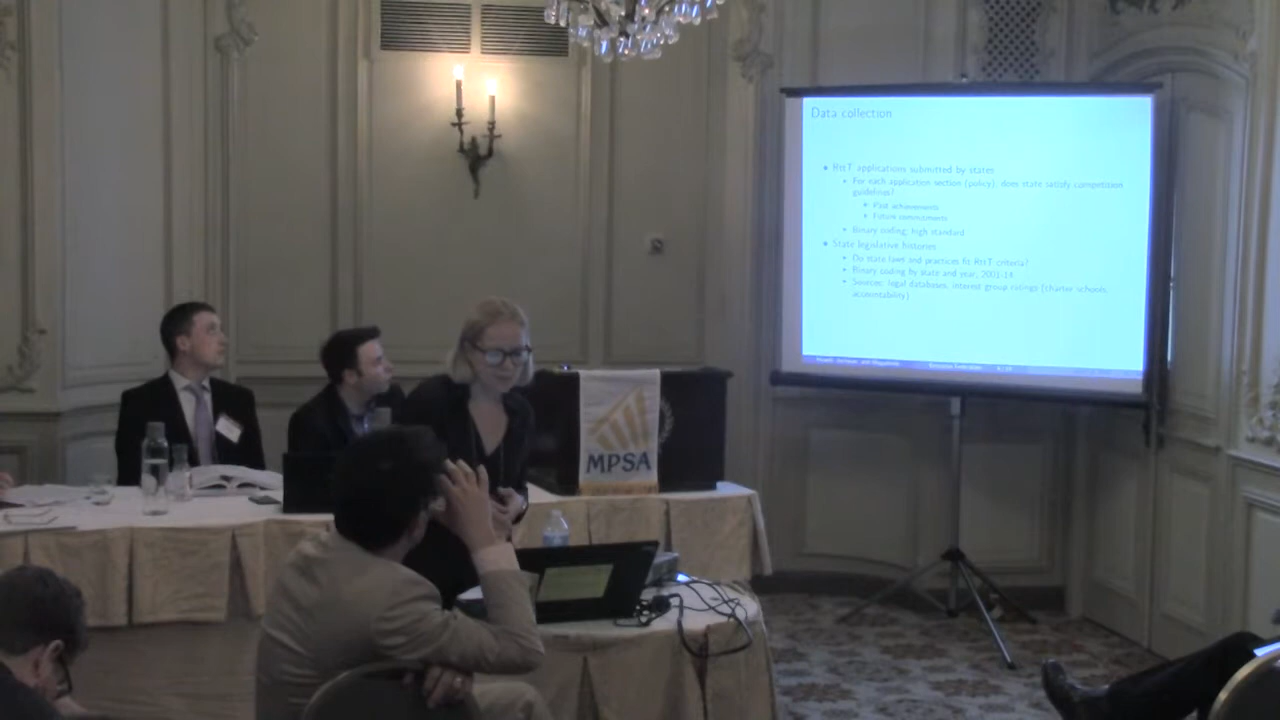 Data collection
RttT applications submitted by states
For each application section (policy), does state satisfy competition
guidelines?
Past achievements
Future commitments
Binary coding; high standard
State legislative histories
Do state laws and practices fit RttT criteria?
Binary coding by state and year, 2001-14
Sources: legal databases, interest group ratings (charter schools,
accountability)
MPSA